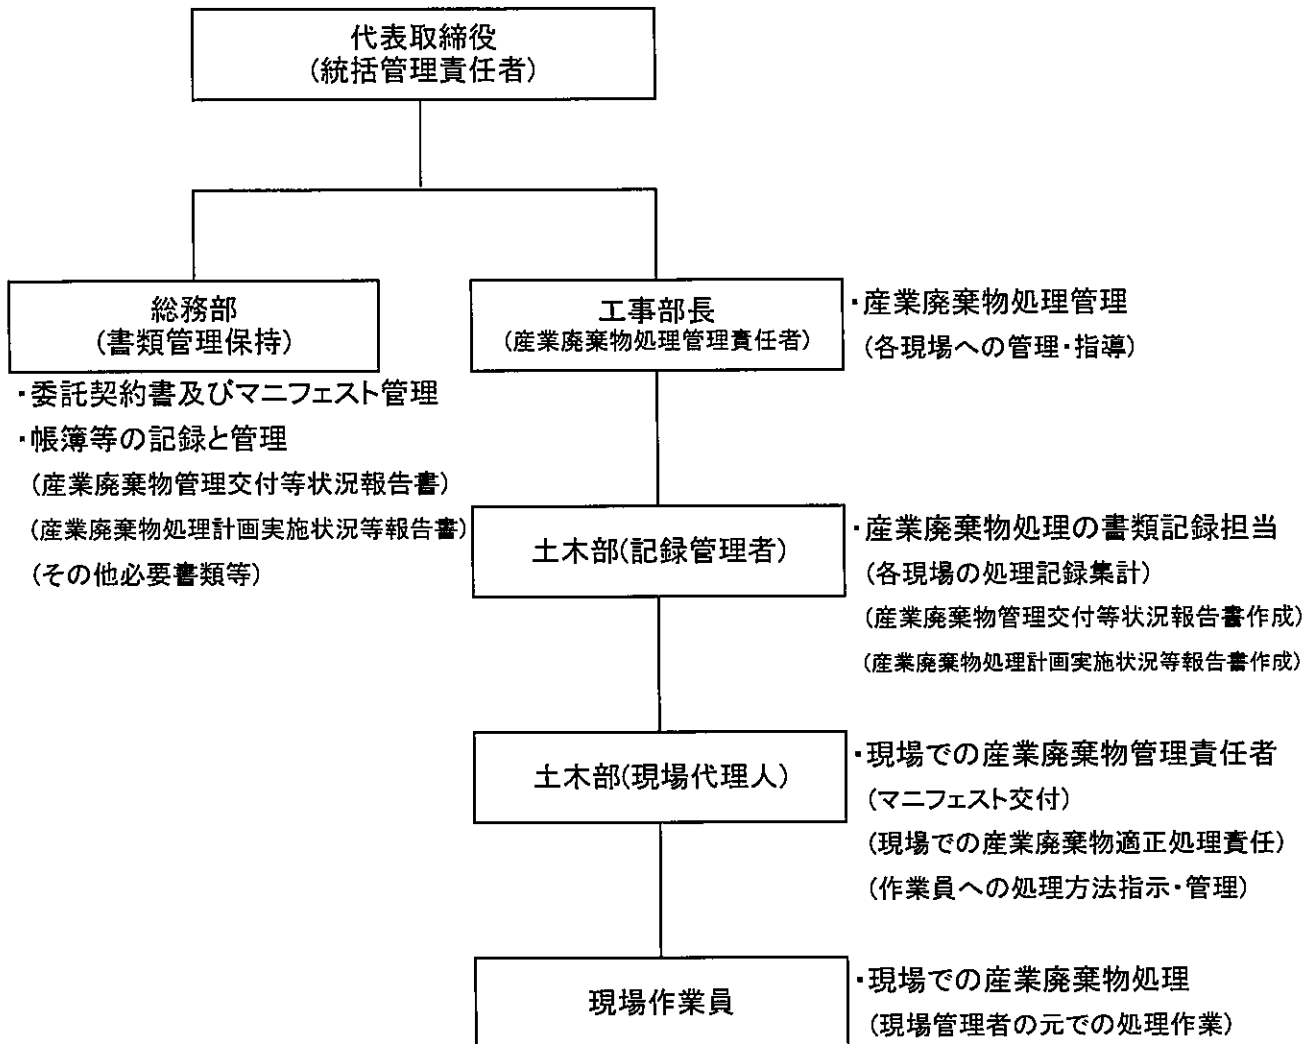 代表取締役
(統括管理責任者)
総務部
(書類管理保持)
・委託契約書及びマニフェスト管理
・帳簿等の記録と管理
(産業廃棄物管理交付等状況報告書)
(産業廃棄物処理計画実施状況等報告書)
(その他必要書類等)
工事部長
(産業廃棄物処理管理責任者)
・産業廃棄物処理管理
(各現場への管理・指導)
土木部(記録管理者)
・産業廃棄物処理の書類記録担当
(各現場の処理記録集計)
(産業廃棄物管理交付等状況報告書作成)
(産業廃棄物処理計画実施状況等報告書作成)
土木部(現場代理人)
・現場での産業廃棄物管理責任者
(マニフェスト交付)
(現場での産業廃棄物適正処理責任)
(作業員への処理方法指示・管理)
現場作業員
・現場での産業廃棄物処理
(現場管理者の元での処理作業)